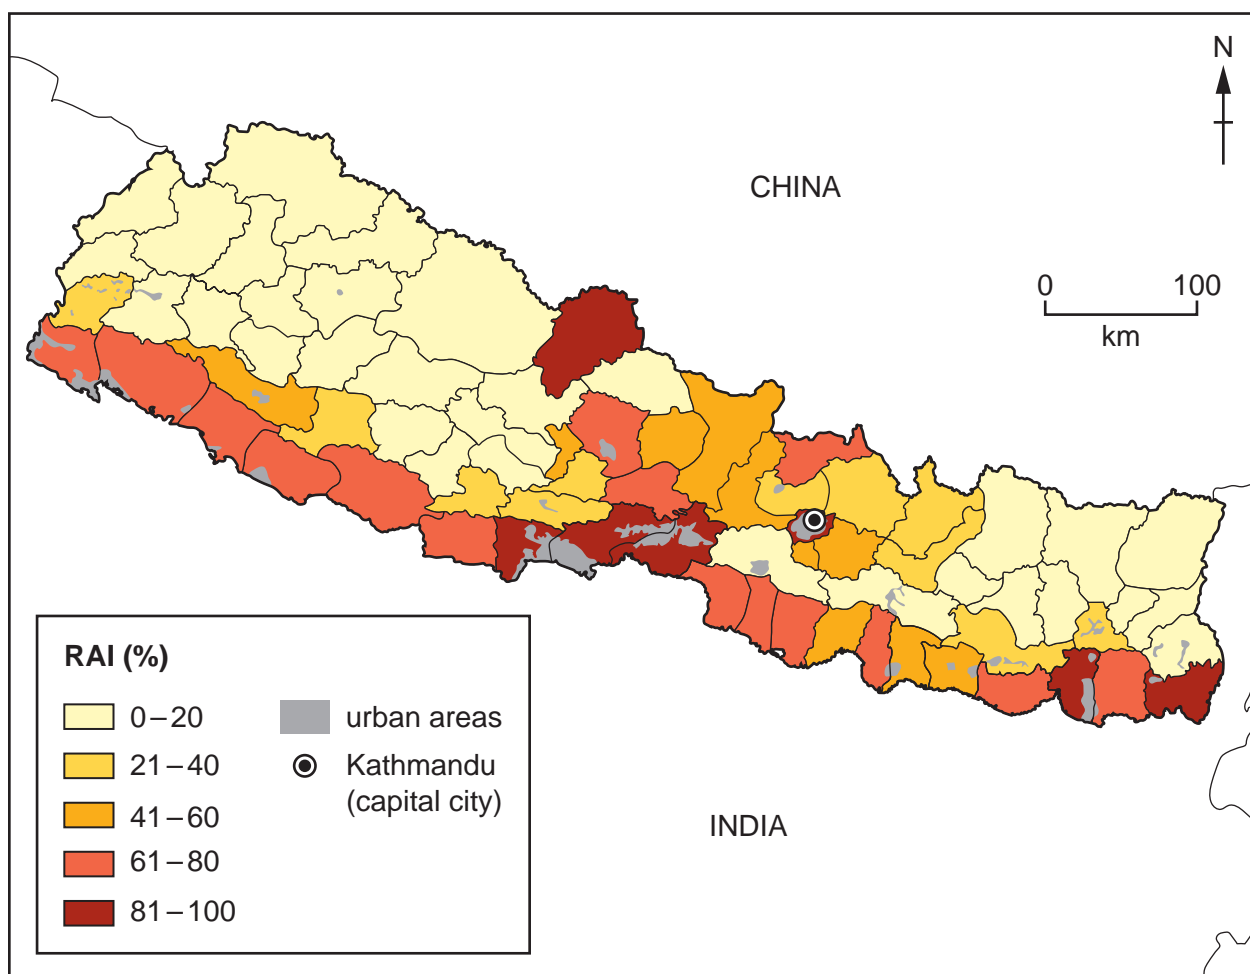 N
CHINA
0 100
km
RAI (%)
0–20
21–40
41–60
61–80
81–100
urban areas
Kathmandu
(capital city)
INDIA